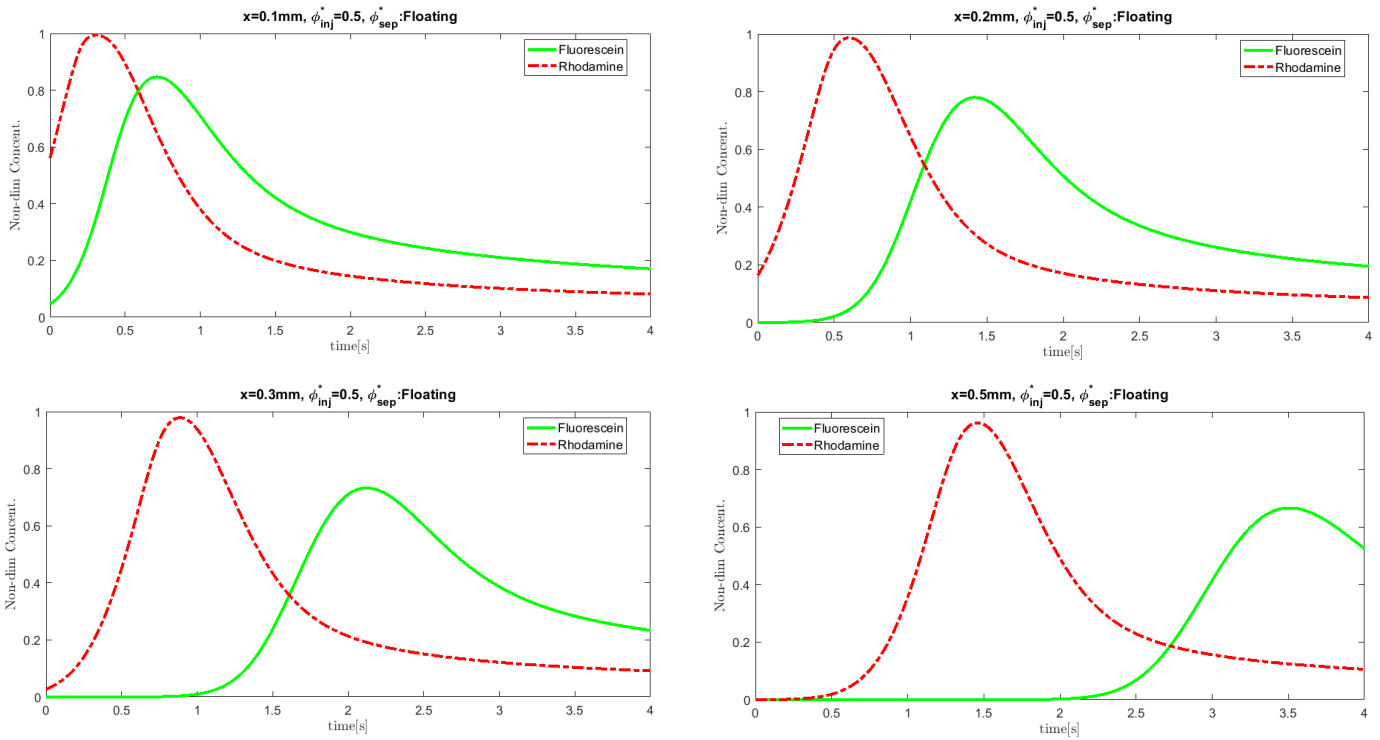 x=0.1mm, ϕ*inj=0.5, ϕ*sep:Floating
Non-dim Concent.
1
0.8
0.6
0.4
0.2
0
Fluorescein
Rhodamine
0 0.5 1 1.5 2 2.5 3 3.5 4
time[s]
x=0.2mm, ϕ*inj=0.5, ϕ*sep:Floating
Non-dim Concent.
1
0.8
0.6
0.4
0.2
0
Fluorescein
Rhodamine
0 0.5 1 1.5 2 2.5 3 3.5 4
time[s]
x=0.3mm, ϕ*inj=0.5, ϕ*sep:Floating
Non-dim Concent.
1
0.8
0.6
0.4
0.2
0
Fluorescein
Rhodamine
0 0.5 1 1.5 2 2.5 3 3.5 4
time[s]
x=0.5mm, ϕ*inj=0.5, ϕ*sep:Floating
Non-dim Concent.
1
0.8
0.6
0.4
0.2
0
Fluorescein
Rhodamine
0 0.5 1 1.5 2 2.5 3 3.5 4
time[s]